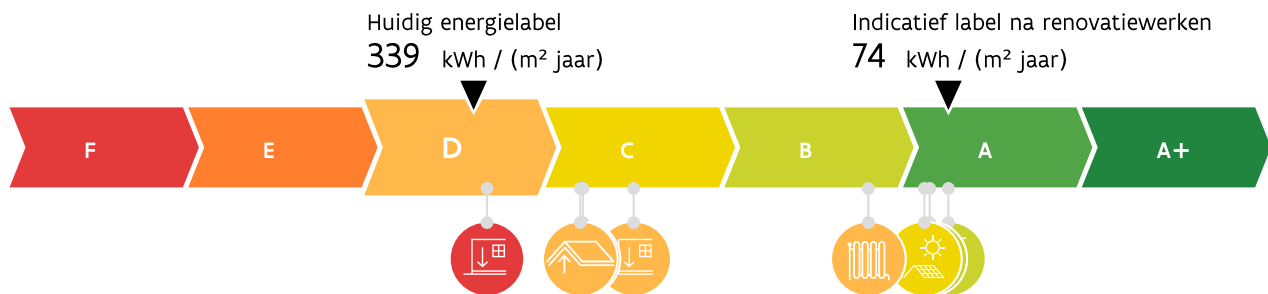 Huidig energielabel
339 kWh / (m² jaar)
Indicatief label na renovatiewerken
74 kWh / (m² jaar)
F E D C B A A+